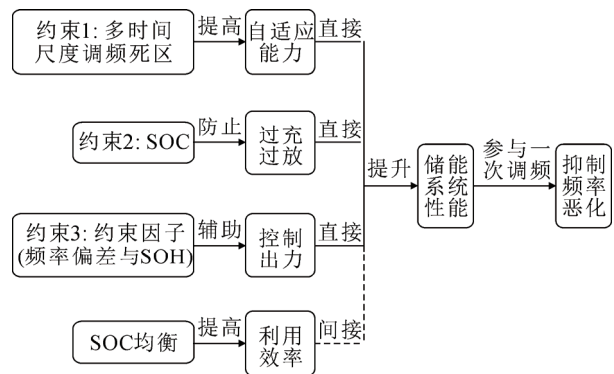 约束1: 多时间
尺度调频死区
提高
自适应
能力
直接
约束2: SOC
防止
过充
过放
直接
提升
储能
系统
性能
参与一
次调频
抑制
频率
恶化
约束3: 约束因子
(频率偏差与SOH)
辅助
控制
出力
直接
SOC均衡
提高
利用
效率
间接